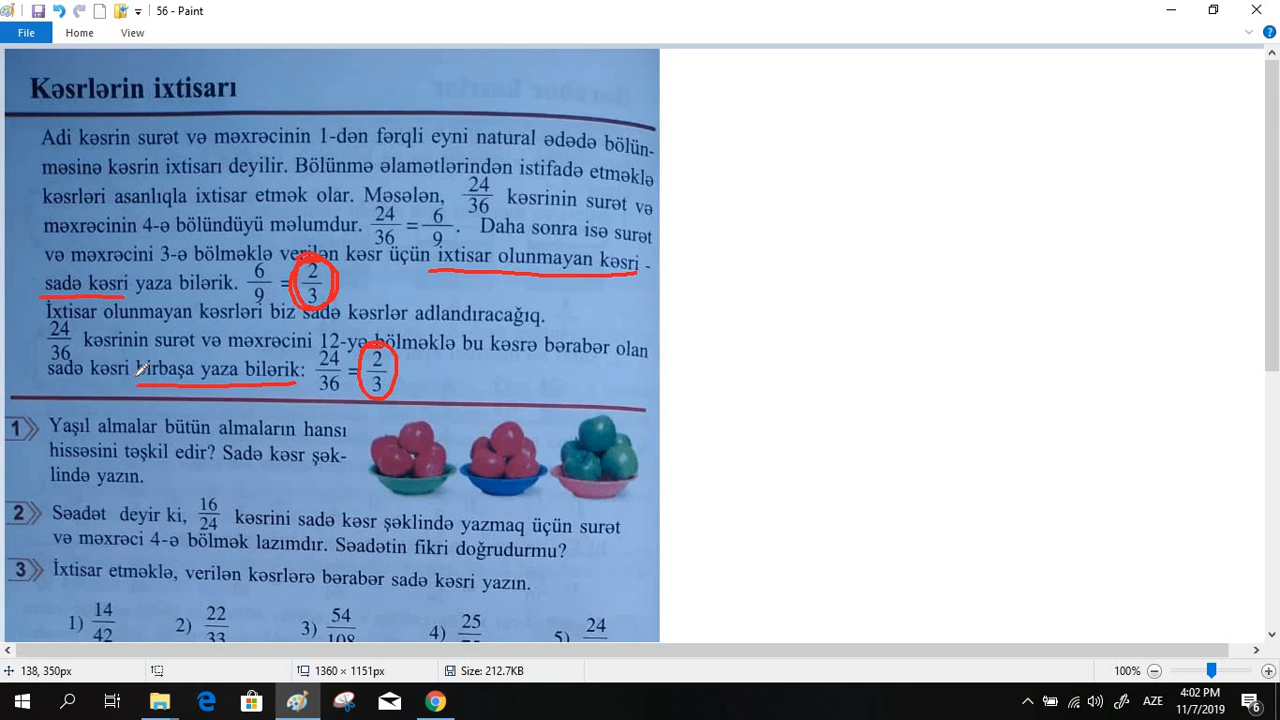 56 - Paint
File Home View
Kəsrlərin ixtisarı
Adi kəsrin surət və məxrəcinin 1-dən fərqli eyni natural ədədə bölün-
məsinə kəsrin ixtisarı deyilir. Bölünmə əlamətlərindən istifadə etməklə
kəsrləri asanlıqla ixtisar etmək olar. Məsələn, 24/36 kəsrinin surət və
məxrəcinin 4-ə bölündüyü məlumdur. 24/36 = 6/9. Daha sonra isə surət
və məxrəcini 3-ə bölməklə verilən kəsr üçün ixtisar olunmayan kəsri -
sadə kəsri yaza bilərik. 6/9 = 2/3
İxtisar olunmayan kəsrləri biz sadə kəsrlər adlandıracağıq.
24/36 kəsrinin surət və məxrəcini 12-yə bölməklə bu kəsrə bərabər olan
sadə kəsri birbaşa yaza bilərik: 24/36 = 2/3
1 Yaşıl almalar bütün almaların hansı
hissəsini təşkil edir? Sadə kəsr şək-
lində yazın.
2 Səadət deyir ki, 16/24 kəsrini sadə kəsr şəklində yazmaq üçün surət
və məxrəci 4-ə bölmək lazımdır. Səadətin fikri doğrudurmu?
3 İxtisar etməklə, verilən kəsrlərə bərabər sadə kəsri yazın.
1) 14/42 2) 22/33 3) 54/108 4) 25 5) 24
138, 350px 1360 × 1151px Size: 212.7KB 100%
AZE 4:02 PM
11/7/2019 6